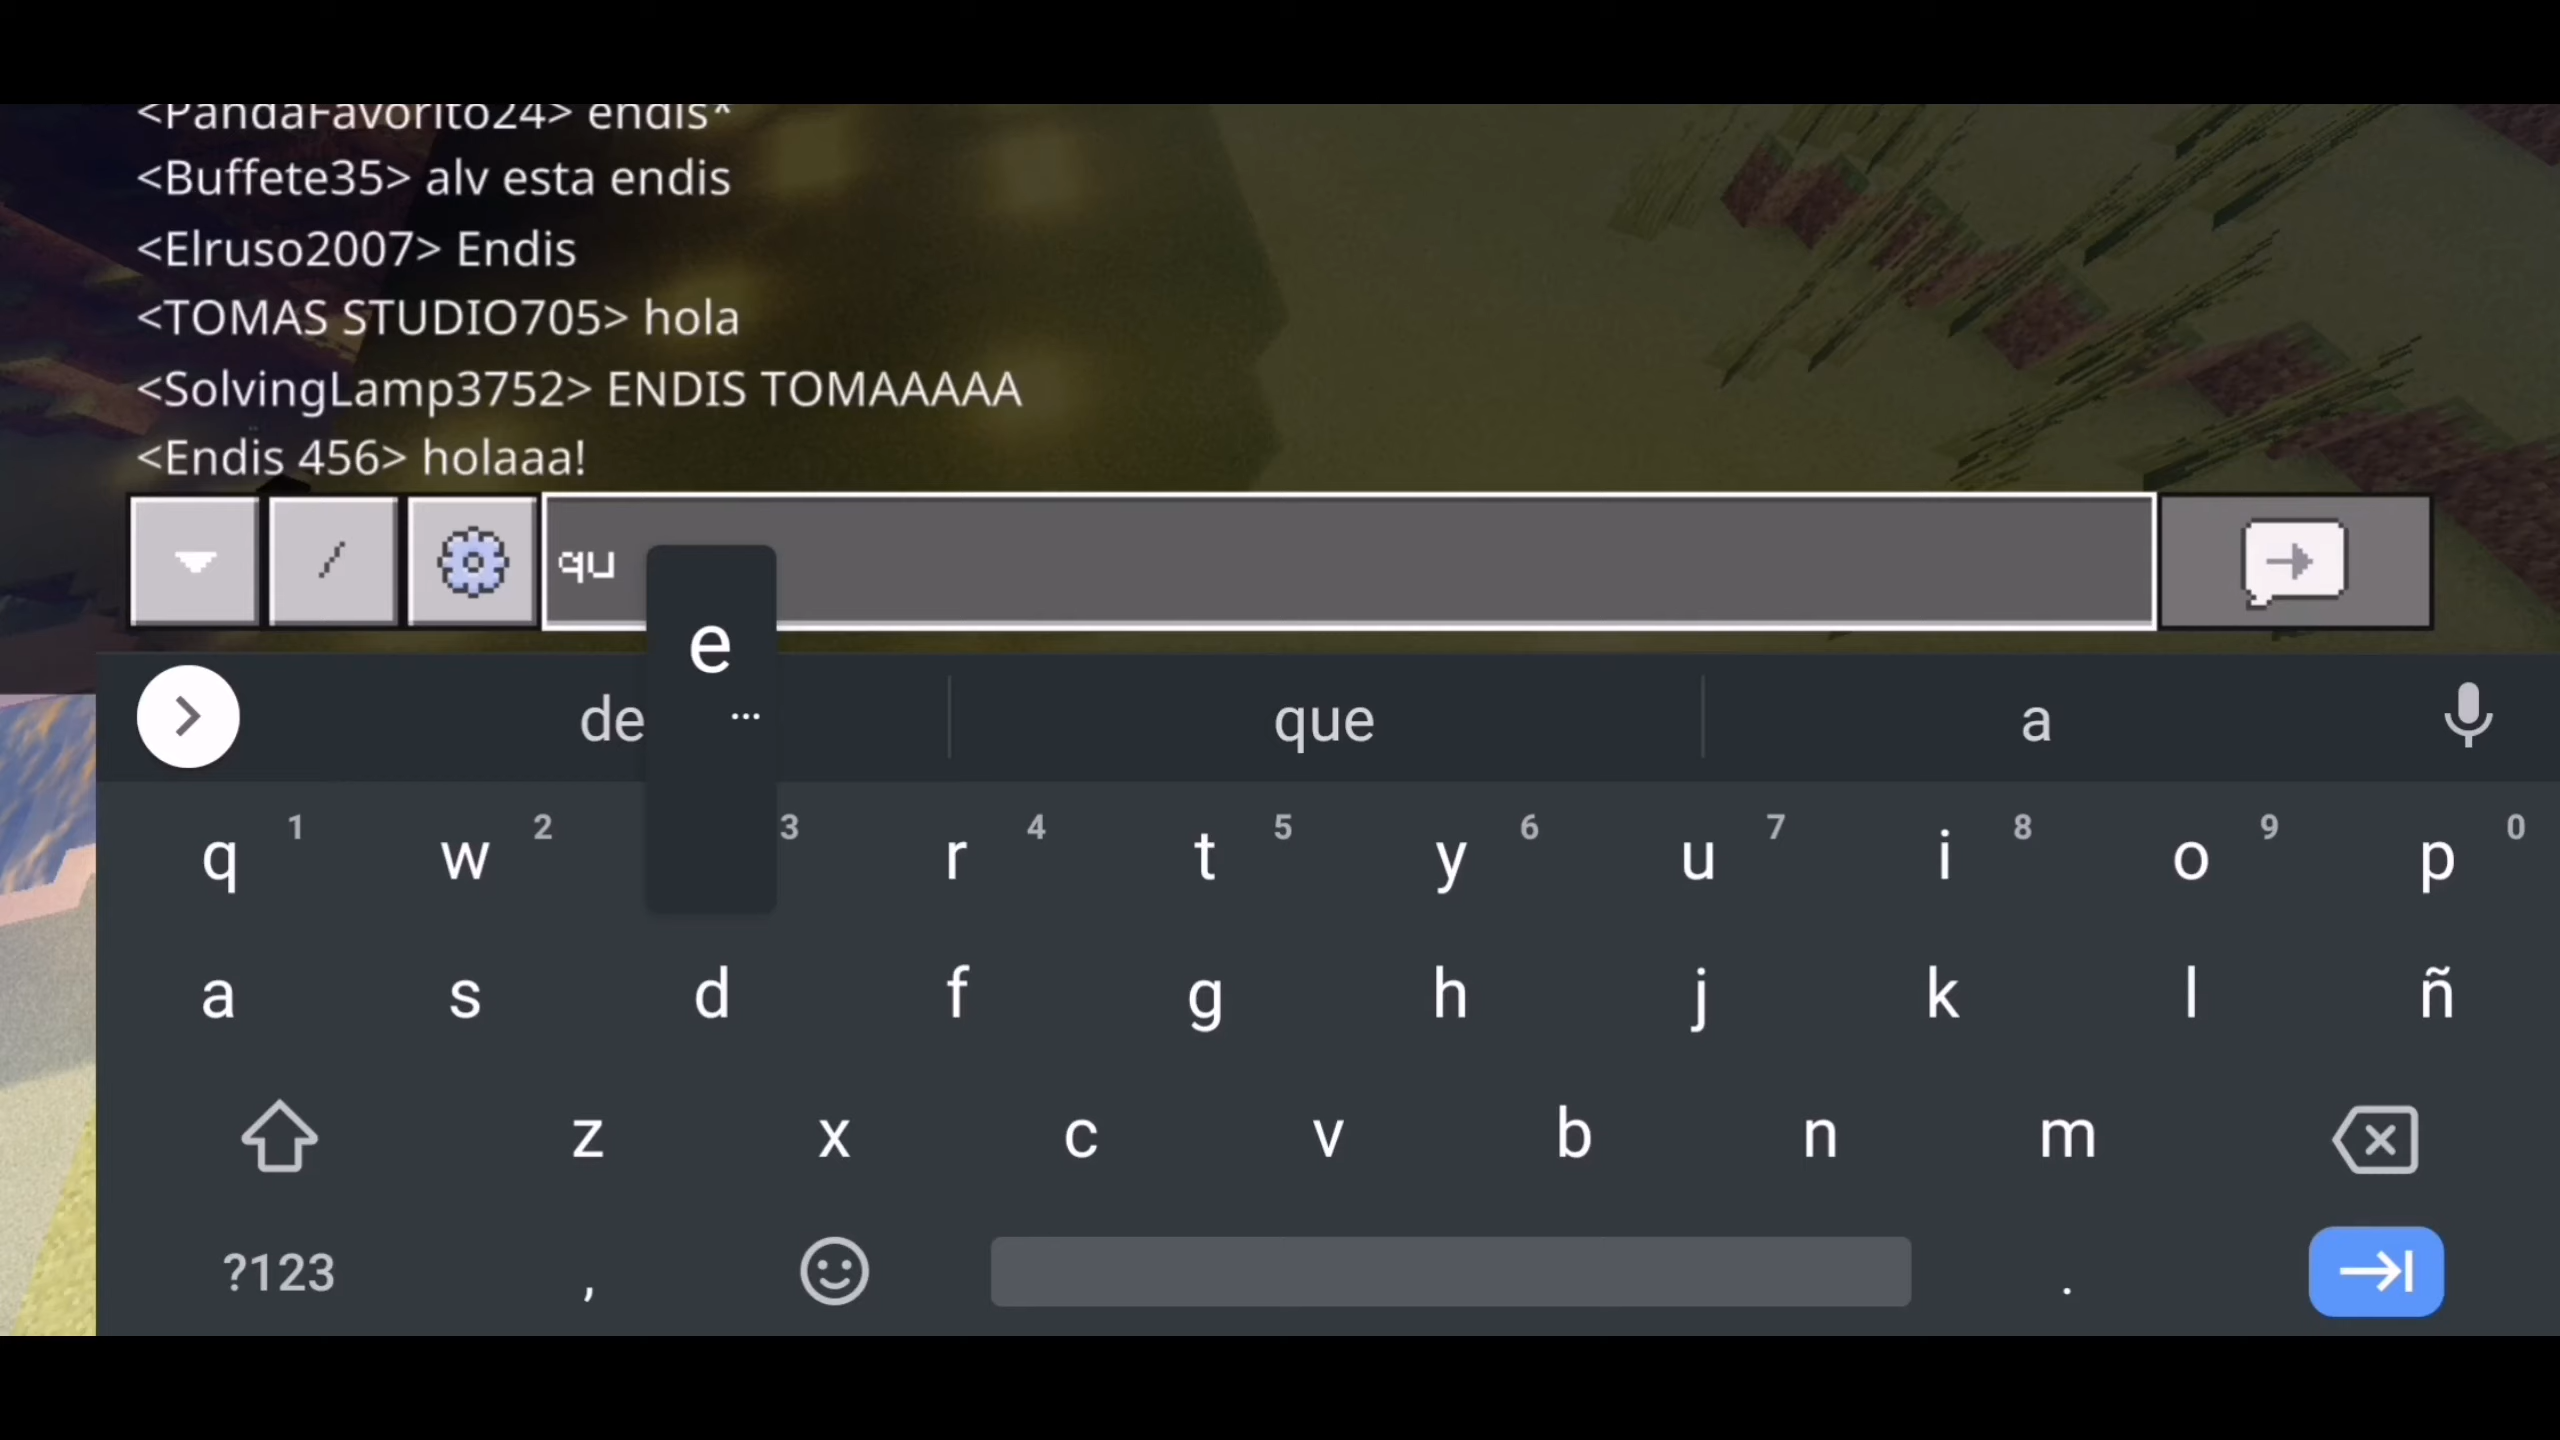 <PandaFavorito24> endis*
<Buffete35> alv esta endis
<Elruso2007> Endis
<TOMAS STUDIO705> hola
<SolvingLamp3752> ENDIS TOMAAAAA
<Endis 456> holaaa!
/
qu
e
...
de
que
a
q 1 w 2 3 r 4 t 5 y 6 u 7 i 8 o 9 p 0
a s d f g h j k l ñ
z x c v b n m
?123 , .